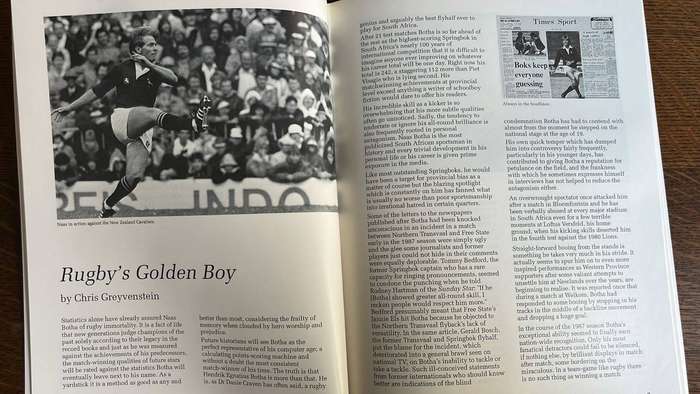 Naas in action against the New Zealand Cavaliers.
Rugby's Golden Boy
by Chris Greyvenstein
Statistics alone have already assured Naas
Botha of rugby immortality. It is a fact of life
that new generations judge champions of the
past solely according to their legacy in the
record books and just as he was measured
against the achievements of his predecessors,
the match-winning qualities of future stars
will be rated against the statistics Botha will
eventually leave next to his name. As a
yardstick it is a method as good as any and
better than most, considering the frailty of
memory when clouded by hero worship and
prejudice.
Future historians will see Botha as the
perfect representative of his computer age; a
calculating points-scoring machine and
without a doubt the most consistent
match-winner of his time. The truth is that
Hendrik Egnatius Botha is more than that. He
is, as Dr Danie Craven has often said, a rugby
genius and arguably the best flyhalf ever to
play for South Africa.
After 21 test matches Botha is so far ahead of
the rest as the highest-scoring Springbok in
South Africa's nearly 100 years of
international competition that it is difficult to
imagine anyone ever improving on whatever
his career total will be one day. Right now his
total is 242, a staggering 112 more than Piet
Visagie who is lying second. His
matchwinning achievements at provincial
level exceed anything a writer of schoolboy
fiction would dare to offer his readers.
His incredible skill as a kicker is so
overwhelming that his more subtle qualities
often go unnoticed. Sadly, the tendency to
underrate or ignore his all-round brilliance is
also frequently rooted in personal
antagonism. Naas Botha is the most
publicized South African sportsman in
history and every trivial development in his
personal life or his career is given prime
exposure in the media.
Like most outstanding Springboks, he would
have been a target for provincial bias as a
matter of course but the blazing spotlight
which is constantly on him has fanned what
is usually no worse than poor sportsmanship
into irrational hatred in certain quarters.
Some of the letters to the newspapers
published after Botha had been knocked
unconscious in an incident in a match
between Northern Transvaal and Free State
early in the 1987 season were simply ugly
and the glee some journalists and former
players just could not hide in their comments
were equally deplorable. Tommy Bedford, the
former Springbok captain who has a rare
capacity for ringing pronouncements, seemed
to condone the punching when he told
Rodney Hartman of the Sunday Star: "If he
[Botha] showed greater all-round skill, I
reckon people would respect him more."
Bedford presumably meant that Free State's
hit Botha because he objected to
the Northern Transvaal flyback's lack of
versatility. In the same article, Gerald Bosch,
the former Transvaal and Springbok flyhalf,
put the blame for the incident, which
deteriorated into a general brawl seen on
national TV, on Botha's inability to tackle or
take a tackle. Such ill-conceived statements
from former internationals who should know
better are indications of the blind
Times Sport
Boks keep
everyone
guessing
Always in the headlines.
condemnation Botha has had to contend with
almost from the moment he stepped on the
national stage at the age of 19.
His own quick temper which has dumped
him into controversy fairly frequently,
particularly in his younger days, has
contributed to giving Botha a reputation for
petulance on the field, and the frankness
with which he sometimes expresses himself
in interviews has not helped to reduce the
antagonism either.
An overwrought spectator once attacked him
after a match in Bloemfontein and he has
been verbally abused at every major stadium
in South Africa even for a few terrible
moments at Loftus Versfeld, his home
ground, when his kicking skills deserted him
in the fourth test against the 1980 Lions.
Straight-forward booing from the stands is
something he takes very much in his stride. It
actually seems to spur him on to even more
inspired performances as Western Province
supporters after some valiant attempts to
unsettle him at Newlands over the years, are
beginning to realise. It was reported once that
during a match at Welkom, Botha had
responded to some booing by stopping in his
tracks in the middle of a backline movement
and dropping a huge goal.
In the course of the 1987 season Botha's
exceptional ability seemed to finally earn
nation-wide recognition. Only his most
fanatical detractors could fail to be silenced,
if nothing else, by brilliant displays in match
after match, some bordering on the
miraculous. In a team-game like rugby there
is no such thing as winning a match